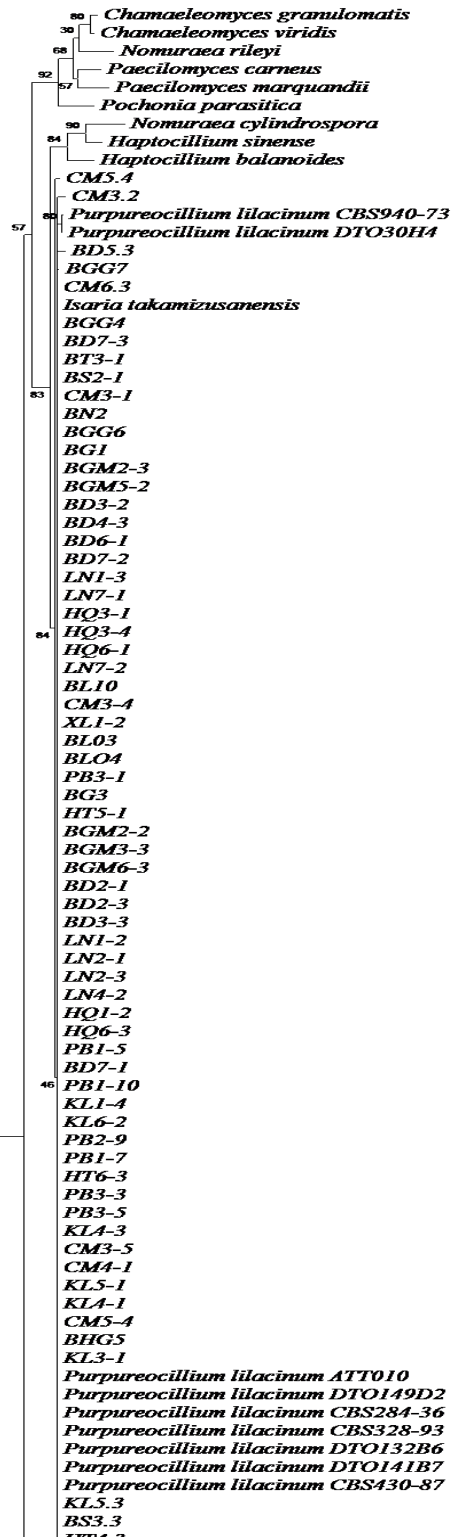 80 Chamaeleomyces granulomatis
30 Chamaeleomyces viridis
68 Nomuraea rileyi
92 Paecilomyces carneus
57 Paecilomyces marquandii
Pochonia parasitica
90 Nomuraea cylindrospora
84 Haptocillium sinense
Haptocillium balanoides
CM5.4
CM3.2
80 Purpureocillium lilacinum CBS940-73
57 Purpureocillium lilacinum DTO30H4
BD5.3
BGG7
CM6.3
Isaria takamizusanensis
BGG4
BD7-3
BT3-1
BS2-1
83 CM3-1
BN2
BGG6
BG1
BGM2-3
BGM5-2
BD3-2
BD4-3
BD6-1
BD7-2
LN1-3
LN7-1
HQ3-1
84 HQ3-4
HQ6-1
LN7-2
BL10
CM3-4
XL1-2
BL03
BLO4
PB3-1
BG3
HT5-1
BGM2-2
BGM3-3
BGM6-3
BD2-1
BD2-3
BD3-3
LN1-2
LN2-1
LN2-3
LN4-2
HQ1-2
HQ6-3
PB1-5
BD7-1
46 PB1-10
KL1-4
KL6-2
PB2-9
PB1-7
HT6-3
PB3-3
PB3-5
KL4-3
CM3-5
CM4-1
KL5-1
KL4-1
CM5-4
BHG5
KL3-1
Purpureocillium lilacinum ATT010
Purpureocillium lilacinum DTO149D2
Purpureocillium lilacinum CBS284-36
Purpureocillium lilacinum CBS328-93
Purpureocillium lilacinum DTO132B6
Purpureocillium lilacinum DTO141B7
Purpureocillium lilacinum CBS430-87
KL5.3
BS3.3